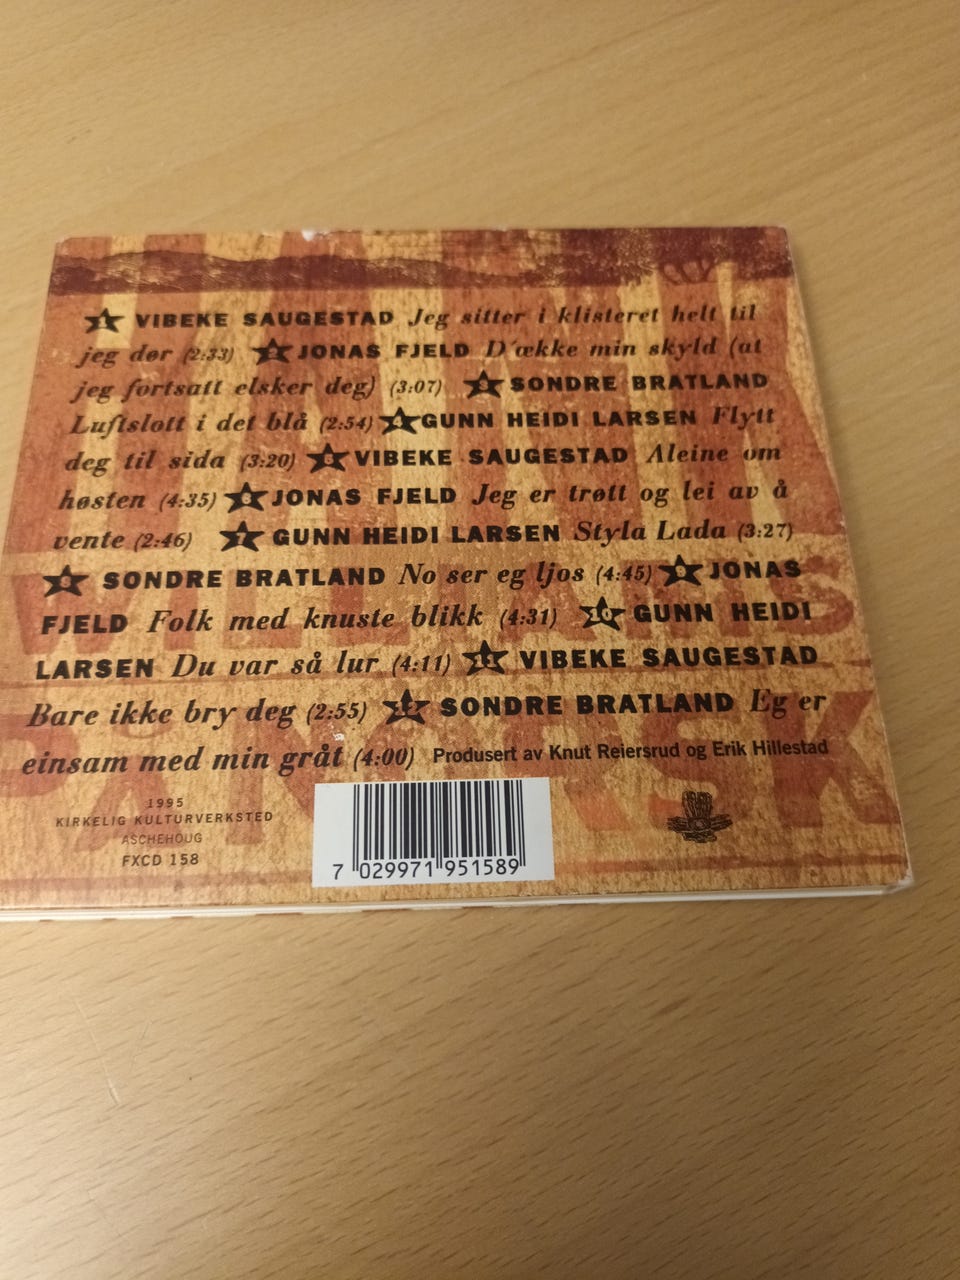 1 VIBEKE SAUGESTAD Jeg sitter i klisteret helt til
jeg dør (2:33) 2 JONAS FJELD D'ække min skyld (at
jeg fortsatt elsker deg) (3:07) 3 SONDRE BRATLAND
Luftslott i det blå (2:54) 4 GUNN HEIDI LARSEN Flytt
deg til sida (3:20) 5 VIBEKE SAUGESTAD Aleine om
høsten (4:35) 6 JONAS FJELD Jeg er trøtt og lei av å
vente (2:46) 7 GUNN HEIDI LARSEN Styla Lada (3:27)
8 SONDRE BRATLAND No ser eg ljos (4:45) 9 JONAS
FJELD Folk med knuste blikk (4:31) 10 GUNN HEIDI
LARSEN Du var så lur (4:11) 11 VIBEKE SAUGESTAD
Bare ikke bry deg (2:55) 12 SONDRE BRATLAND Eg er
einsam med min gråt (4:00) Produsert av Knut Reiersrud og Erik Hillestad
1995
KIRKELIG KULTURVERKSTED
ASCHEHOUG
FXCD 158
7 029971 951589
HANK
WILLIAMS
PÅ NORSK